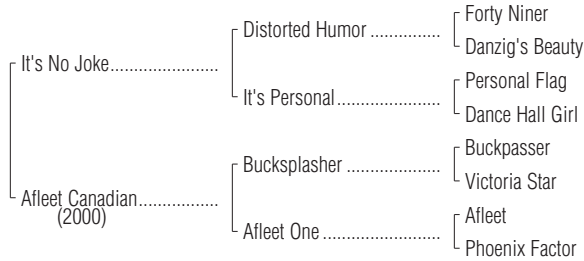 Forty Niner
Distorted Humor
Danzig's Beauty
It's No Joke
Personal Flag
It's Personal
Dance Hall Girl
Buckpasser
Bucksplasher
Victoria Star
Afleet Canadian
(2000)
Afleet
Afleet One
Phoenix Factor